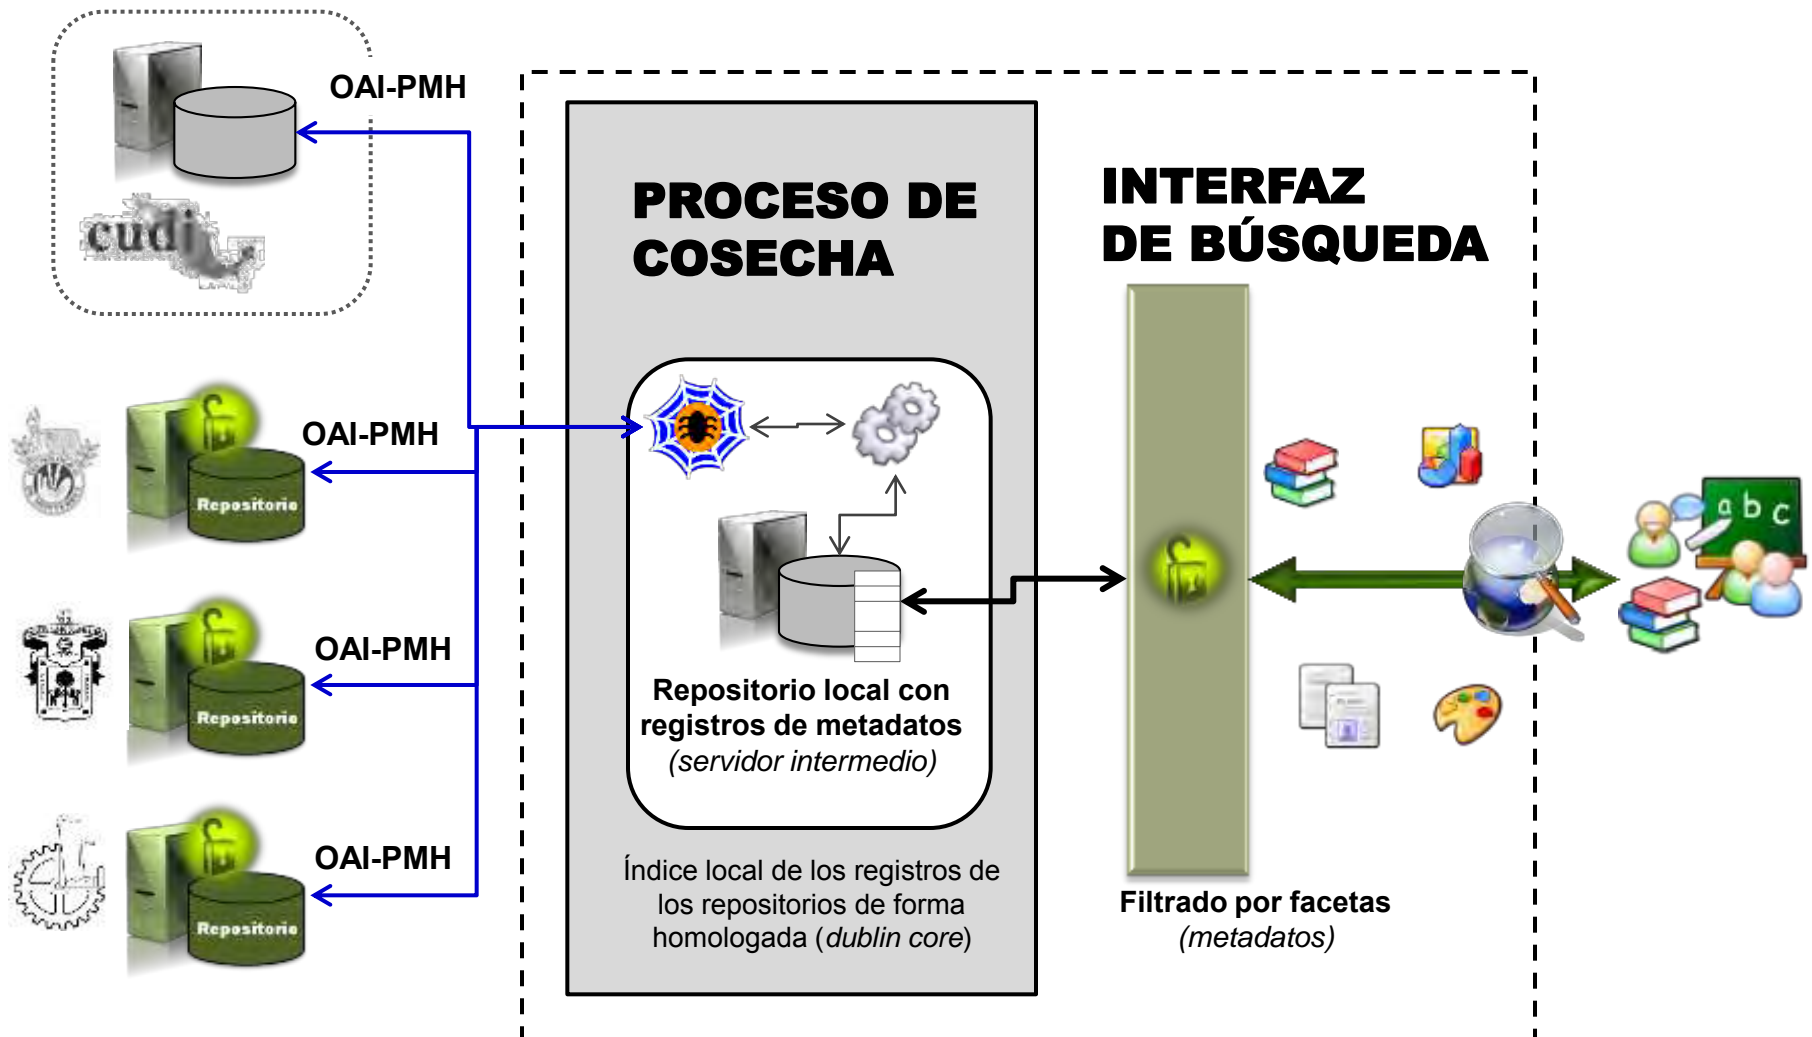 OAI-PMH
cudi
OAI-PMH
Repositorio
OAI-PMH
Repositorio
OAI-PMH
Repositorio
PROCESO DE
COSECHA
Repositorio local con
registros de metadatos
(servidor intermedio)
Índice local de los registros de
los repositorios de forma
homologada (dublin core)
INTERFAZ
DE BÚSQUEDA
Filtrado por facetas
(metadatos)
a b c